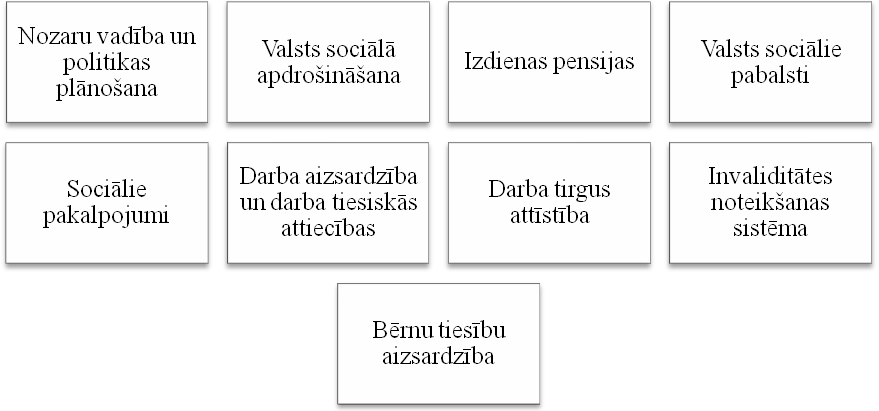 Nozaru vadība un
politikas
plānošana
Valsts sociālā
apdrošināšana
Izdienas pensijas
Valsts sociālie
pabalsti
Sociālie
pakalpojumi
Darba aizsardzība
un darba tiesiskās
attiecības
Darba tirgus
attīstība
Invaliditātes
noteikšanas
sistēma
Bērnu tiesību
aizsardzība